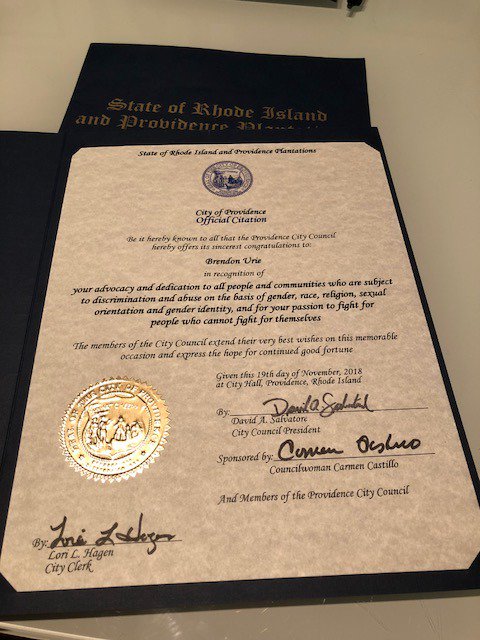 State of Rhode Island
and Providence Plantations
State of Rhode Island and Providence Plantations
City of Providence
Official Citation
Be it hereby known to all that the Providence City Council
hereby offers its sincerest congratulations to:
Brendon Urie
in recognition of
your advocacy and dedication to all people and communities who are subject
to discrimination and abuse on the basis of gender, race, religion, sexual
orientation and gender identity, and for your passion to fight for
people who cannot fight for themselves
The members of the City Council extend their very best wishes on this memorable
occasion and express the hope for continued good fortune
Given this 19th day of November, 2018
at City Hall, Providence, Rhode Island
By: David A Salvatore
David A. Salvatore
City Council President
Sponsored by: Carmen Castillo
Councilwoman Carmen Castillo
And Members of the Providence City Council
By: Lori L Hagen
Lori L. Hagen
City Clerk